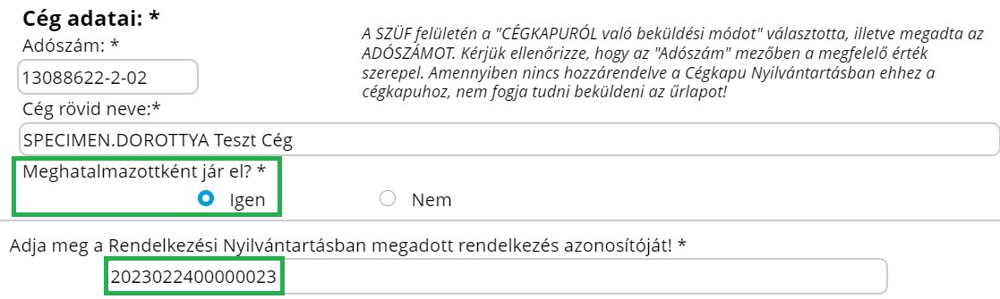 Cég adatai: *
Adószám: *
13088622-2-02
A SZÜF felületén a "CÉGKAPURÓL való beküldési módot" választotta, illetve megadta az
ADÓSZÁMOT. Kérjük ellenőrizze, hogy az "Adószám" mezőben a megfelelő érték
szerepel. Amennyiben nincs hozzárendelve a Cégkapu Nyilvántartásban ehhez a
cégkapuhoz, nem fogja tudni beküldeni az űrlapot!
Cég rövid neve:*
SPECIMEN.DOROTTYA Teszt Cég
Meghatalmazottként jár el? *
Igen Nem
Adja meg a Rendelkezési Nyilvántartásban megadott rendelkezés azonosítóját! *
2023022400000023